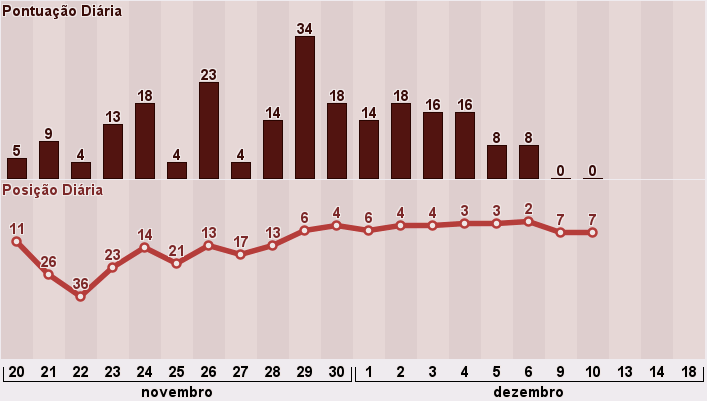 Pontuação Diária
5 9 4 13 18 4 23 4 14 34 18 14 18 16 16 8 8 0 0
Posição Diária
11 26 36 23 14 21 13 17 13 6 4 6 4 4 3 3 2 7 7
20 21 22 23 24 25 26 27 28 29 30 1 2 3 4 5 6 9 10 13 14 18
novembro dezembro